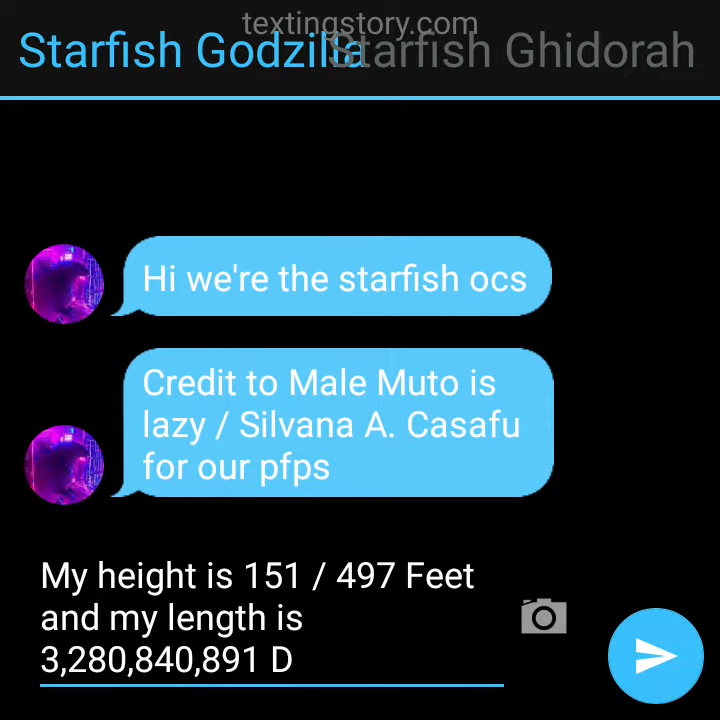 textingstory.com
Starfish Godzilla Starfish Ghidorah
Hi we're the starfish ocs
Credit to Male Muto is
lazy / Silvana A. Casafu
for our pfps
My height is 151 / 497 Feet
and my length is
3,280,840,891 D